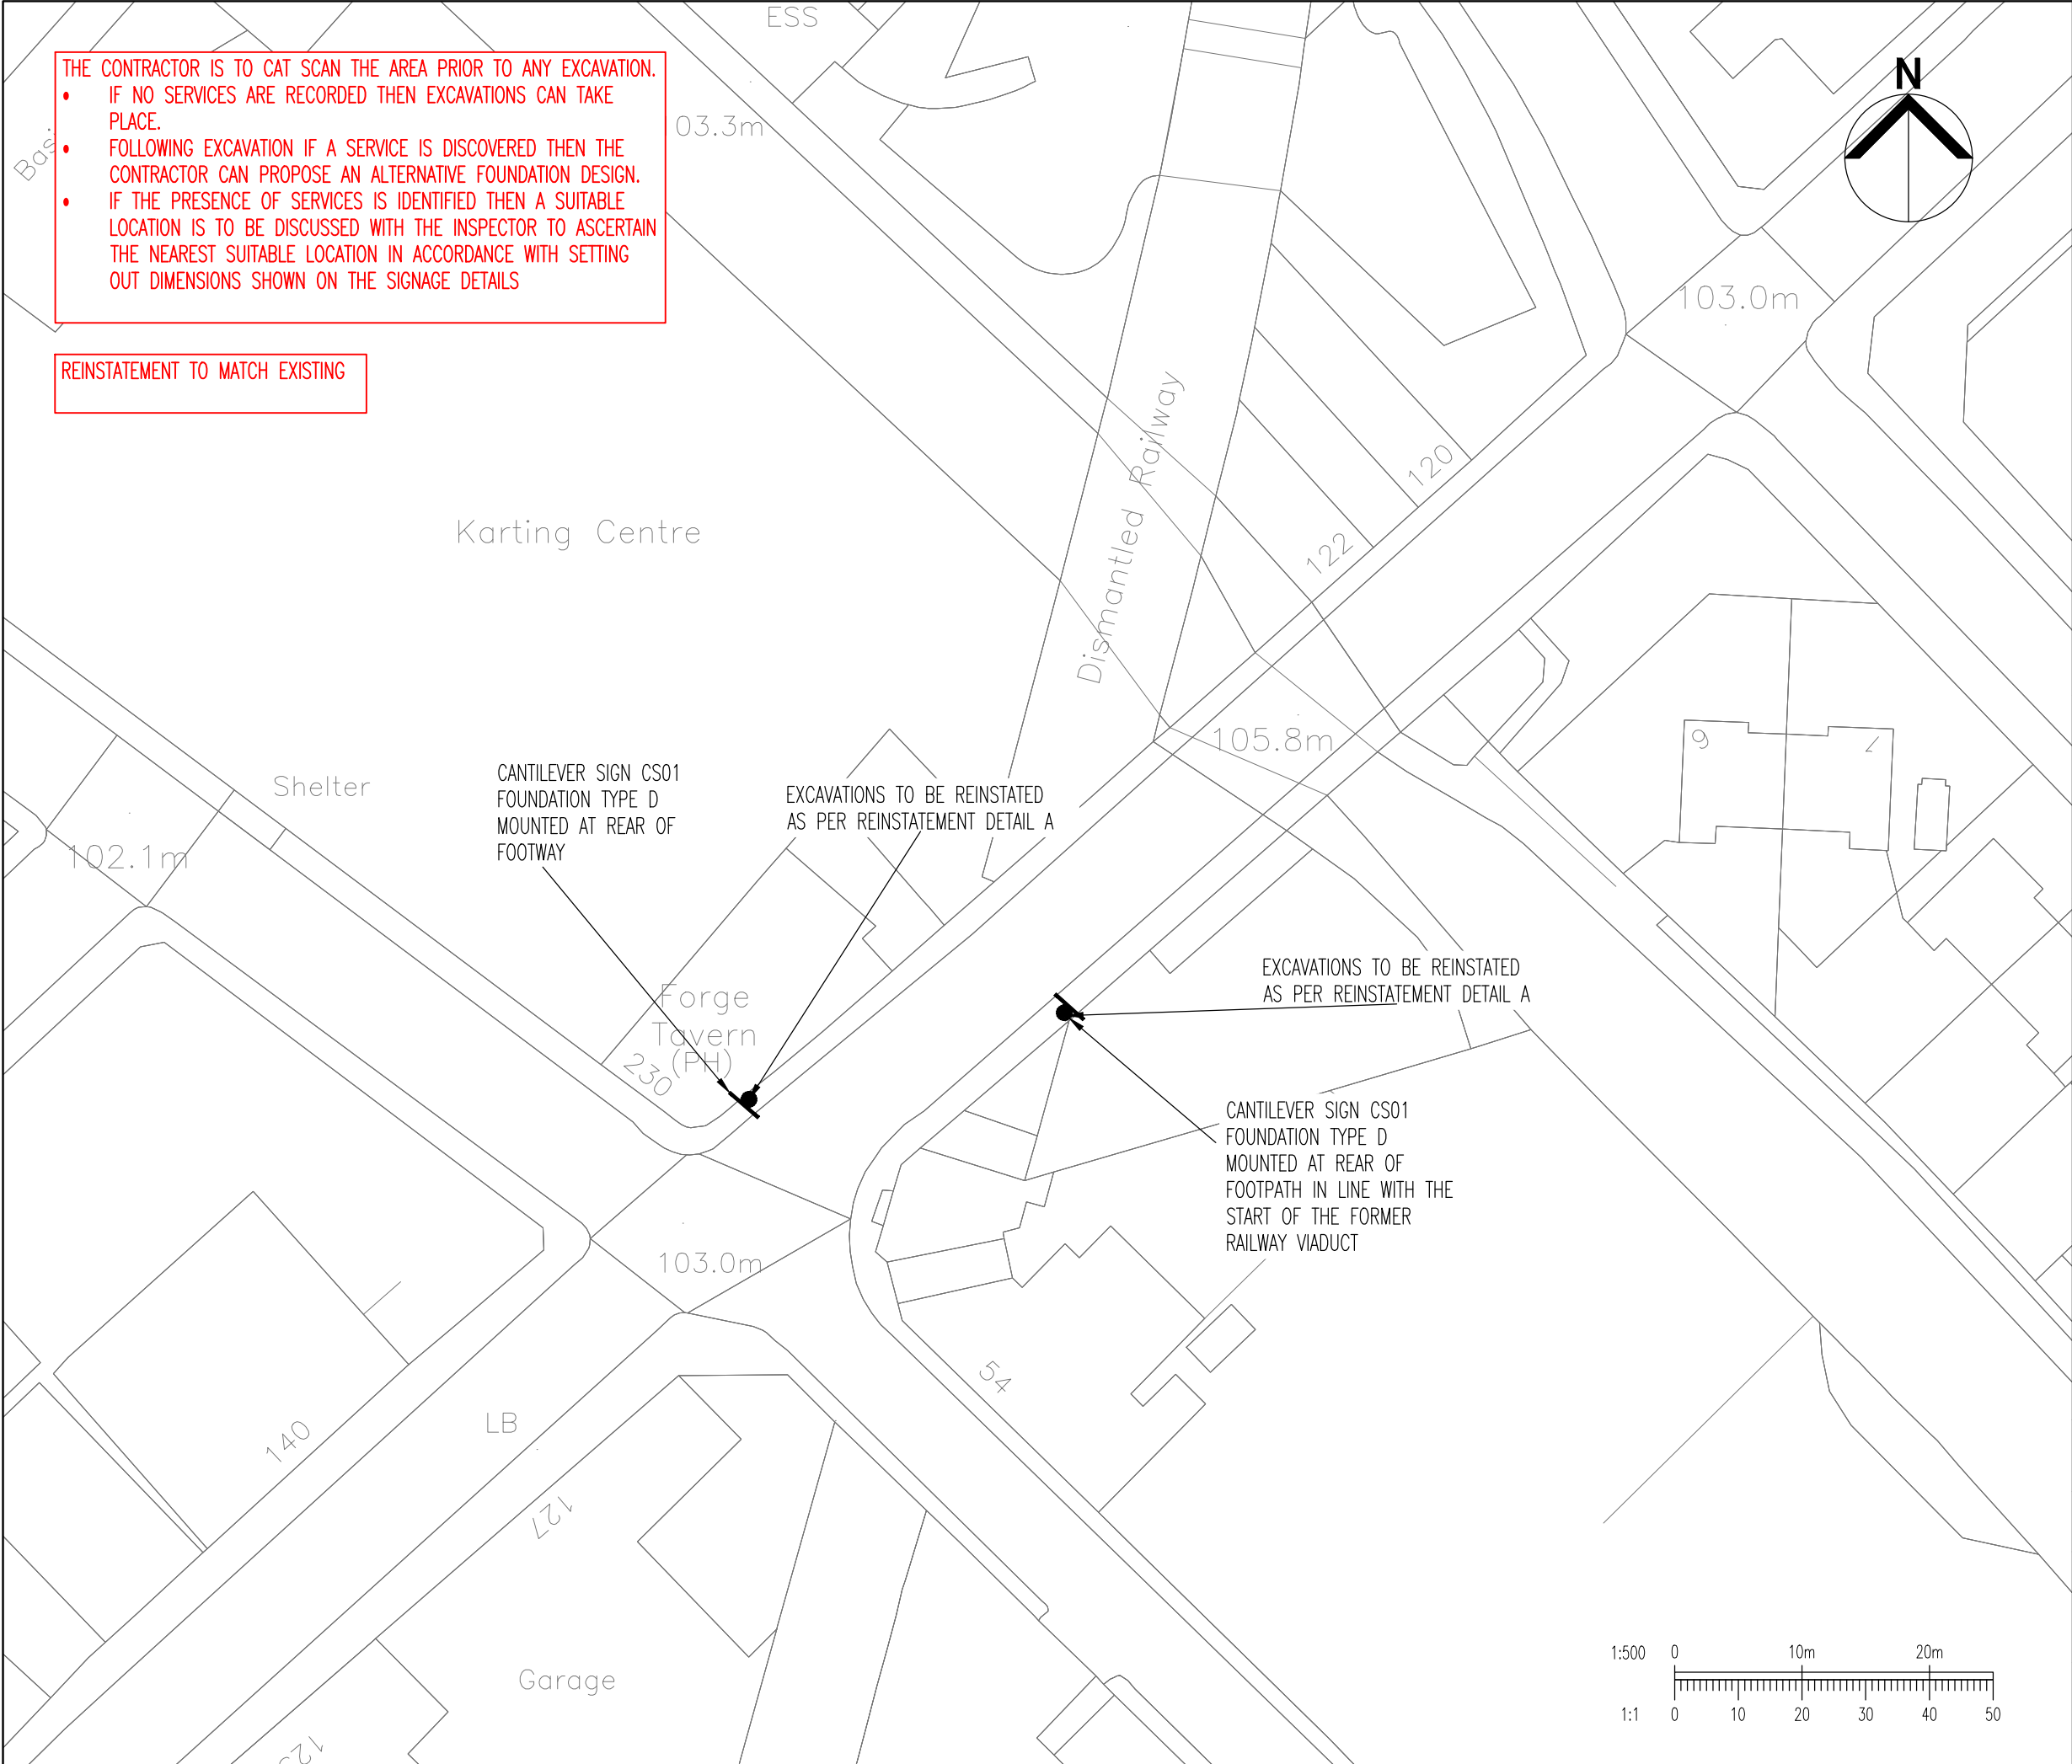 ESS
THE CONTRACTOR IS TO CAT SCAN THE AREA PRIOR TO ANY EXCAVATION.
• IF NO SERVICES ARE RECORDED THEN EXCAVATIONS CAN TAKE
PLACE.
• FOLLOWING EXCAVATION IF A SERVICE IS DISCOVERED THEN THE
CONTRACTOR CAN PROPOSE AN ALTERNATIVE FOUNDATION DESIGN.
• IF THE PRESENCE OF SERVICES IS IDENTIFIED THEN A SUITABLE
LOCATION IS TO BE DISCUSSED WITH THE INSPECTOR TO ASCERTAIN
THE NEAREST SUITABLE LOCATION IN ACCORDANCE WITH SETTING
OUT DIMENSIONS SHOWN ON THE SIGNAGE DETAILS
03.3m
N
103.0m
REINSTATEMENT TO MATCH EXISTING
Karting Centre
Dismantled Railway
120
122
105.8m
6
7
Shelter
102.1m
CANTILEVER SIGN CS01
FOUNDATION TYPE D
MOUNTED AT REAR OF
FOOTWAY
EXCAVATIONS TO BE REINSTATED
AS PER REINSTATEMENT DETAIL A
Forge
Tavern
(PH)
230
EXCAVATIONS TO BE REINSTATED
AS PER REINSTATEMENT DETAIL A
CANTILEVER SIGN CS01
FOUNDATION TYPE D
MOUNTED AT REAR OF
FOOTPATH IN LINE WITH THE
START OF THE FORMER
RAILWAY VIADUCT
103.0m
54
140
LB
127
Garage
1:500 0 10m 20m
1:1 0 10 20 30 40 50